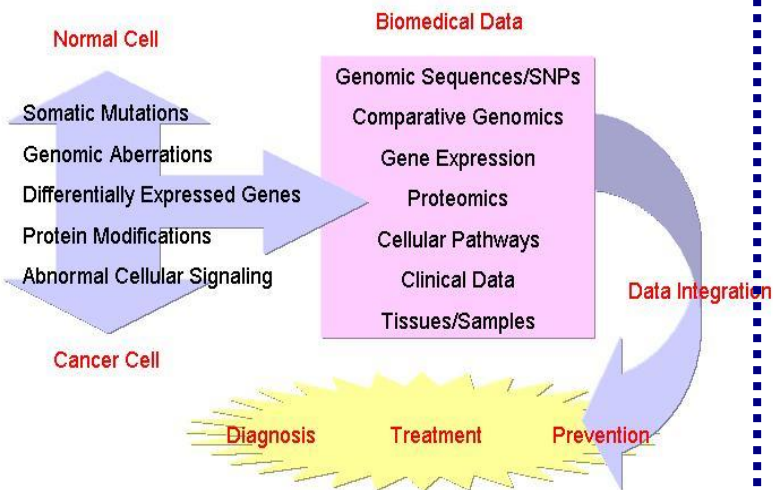 Normal Cell
Somatic Mutations
Genomic Aberrations
Differentially Expressed Genes
Protein Modifications
Abnormal Cellular Signaling
Cancer Cell
Biomedical Data
Genomic Sequences/SNPs
Comparative Genomics
Gene Expression
Proteomics
Cellular Pathways
Clinical Data
Tissues/Samples
Data Integration
Diagnosis
Treatment
Prevention